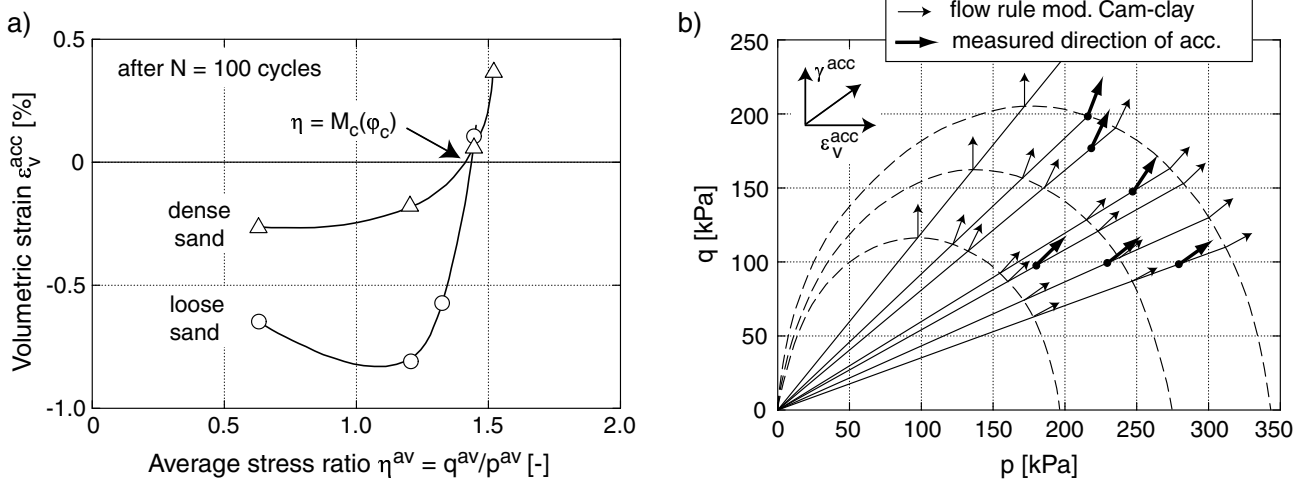 a)
0.5
0
-0.5
-1.0
Volumetric strain ε_v^acc [%]
after N = 100 cycles
η = M_c(φ_c)
dense
sand
loose
sand
0 0.5 1.0 1.5 2.0
Average stress ratio η^av = q^av/p^av [-]
b)
flow rule mod. Cam-clay
measured direction of acc.
250
200
150
100
50
0
q [kPa]
γ^acc
ε_v^acc
0 50 100 150 200 250 300 350
p [kPa]